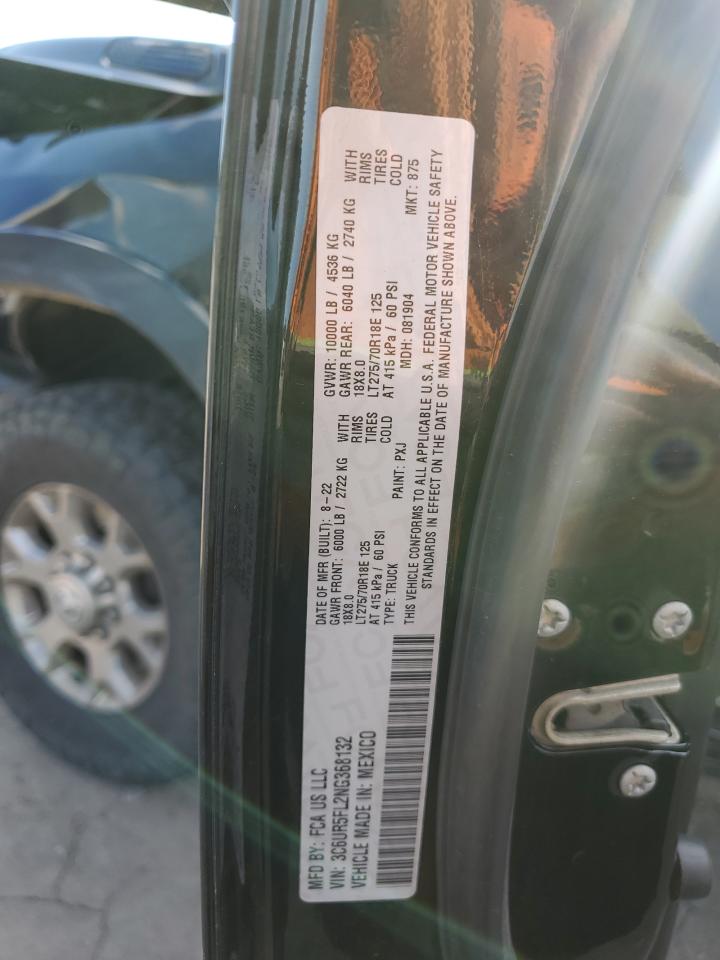 MFD BY: FCA US LLC
VIN: 3C6UR5FL2NG368132
VEHICLE MADE IN: MEXICO
DATE OF MFR (BUILT): 8-22
GAWR FRONT: 6000 LB / 2722 KG WITH
18X8.0 RIMS
LT275/70R18E 125 TIRES
AT 415 kPa / 60 PSI COLD
TYPE: TRUCK PAINT: PXJ
GVWR: 10000 LB / 4536 KG
GAWR REAR: 6040 LB / 2740 KG WITH
18X8.0 RIMS
LT275/70R18E 125 TIRES
AT 415 kPa / 60 PSI COLD
MDH: 081904 MKT: 875
THIS VEHICLE CONFORMS TO ALL APPLICABLE U.S.A. FEDERAL MOTOR VEHICLE SAFETY
STANDARDS IN EFFECT ON THE DATE OF MANUFACTURE SHOWN ABOVE.